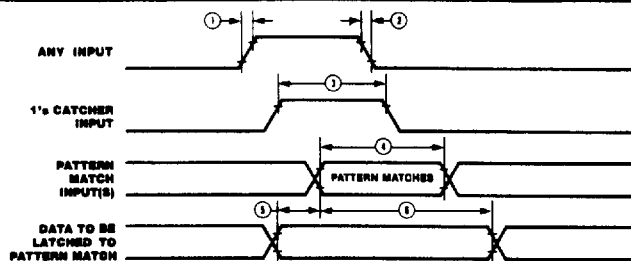 1
2
ANY INPUT
3
1's CATCHER
INPUT
4
PATTERN
MATCH
INPUT(S)
PATTERN MATCHES
5
6
DATA TO BE
LATCHED TO
PATTERN MATCH